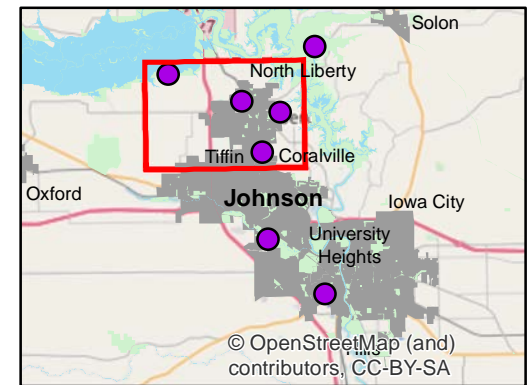 Solon
North Liberty
Tiffin
Coralville
Oxford
Johnson
Iowa City
University
Heights
© OpenStreetMap (and)
contributors, CC-BY-SA